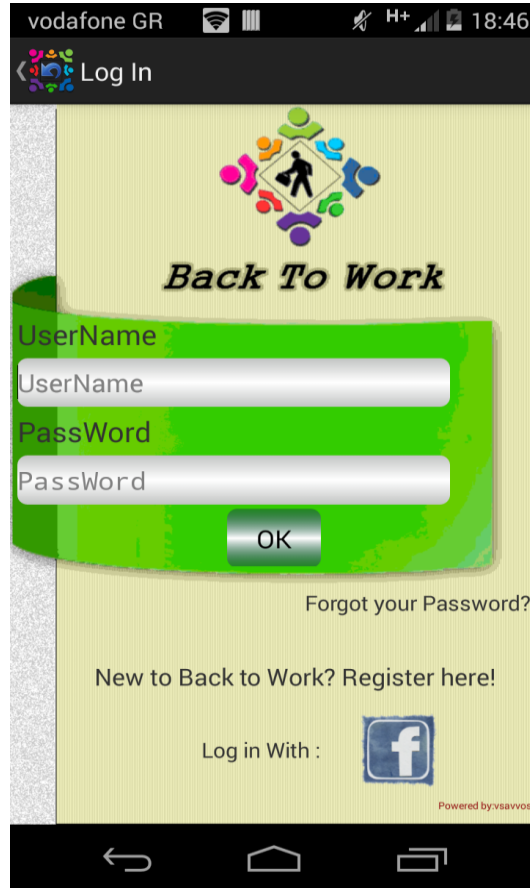 vodafone GR H+ 18:46
Log In
Back To Work
UserName
UserName
PassWord
PassWord
OK
Forgot your Password?
New to Back to Work? Register here!
Log in With :
f
Powered by:vsavvos